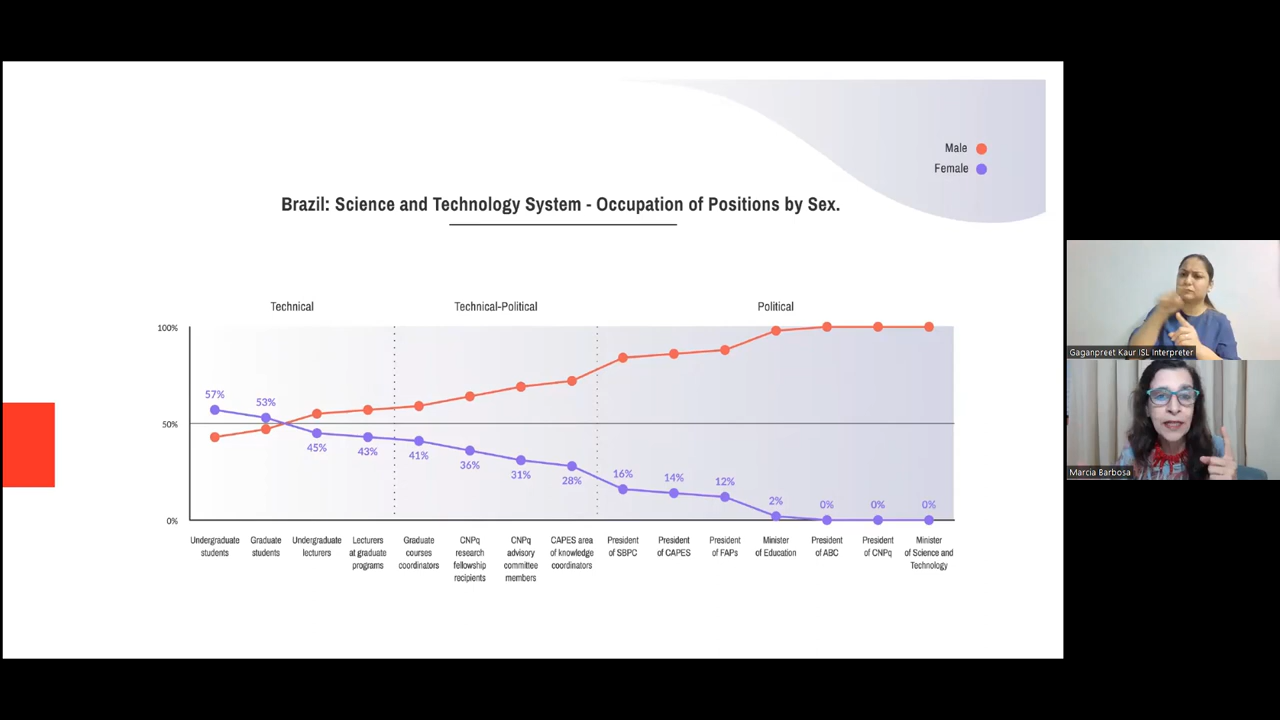 Male
Female
Brazil: Science and Technology System - Occupation of Positions by Sex.
Technical
Technical-Political
Political
100%
50%
0%
57%
53%
45%
43%
41%
36%
31%
28%
16%
14%
12%
2%
0%
0%
0%
Undergraduate
students
Graduate
students
Undergraduate
lecturers
Lecturers
at graduate
programs
Graduate
courses
coordinators
CNPq
research
fellowship
recipients
CNPq
advisory
committee
members
CAPES area
of knowledge
coordinators
President
of SBPC
President
of CAPES
President
of FAPs
Minister
of Education
President
of ABC
President
of CNPq
Minister
of Science and
Technology
Gaganpreet Kaur ISL Interpreter
Marcia Barbosa